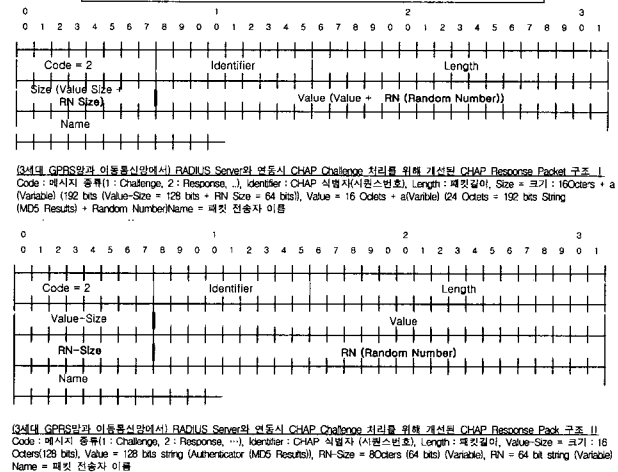 0 1 2 3
0 1 2 3 4 5 6 7 8 9 0 1 2 3 4 5 6 7 8 9 0 1 2 3 4 5 6 7 8 9 0 1
Code = 2 Identifier Length
Size (Value Size + RN Size) Value (Value + RN (Random Number))
Name
(3세대 GPRS망과 이동통신망에서) RADIUS Server와 연동시 CHAP Challenge 처리를 위해 개선된 CHAP Response Packet 구조 I
Code : 메시지 종류(1 : Challenge, 2 : Response, ..), Identifier : CHAP 식별자(시퀀스번호), Length : 패킷길이, Size = 크기 : 16Octers + a
(Variable) (192 bits (Value-Size = 128 bits + RN Size = 64 bits)), Value = 16 Octets + a(Varible) (24 Octets = 192 bits String
(MD5 Results) + Random Number)Name = 패킷 전송자 이름
0 1 2 3
0 1 2 3 4 5 6 7 8 9 0 1 2 3 4 5 6 7 8 9 0 1 2 3 4 5 6 7 8 9 0 1
Code = 2 Identifier Length
Value-Size Value
RN-Size RN (Random Number)
Name
(3세대 GPRS망과 이동통신망에서) RADIUS Server와 연동시 CHAP Challenge 처리를 위해 개선된 CHAP Response Pack 구조 II
Code : 메시지 종류(1 : Challenge, 2 : Response, ...), Identifier : CHAP 식별자 (시퀀스번호), Length : 패킷길이, Value-Size = 크기 : 16
Octers(128 bits), Value = 128 bits string (Authenticator (MD5 Results)), RN-Size = 8Octers (64 bits) (Variable), RN = 64 bit string (Variable)
Name = 패킷 전송자 이름